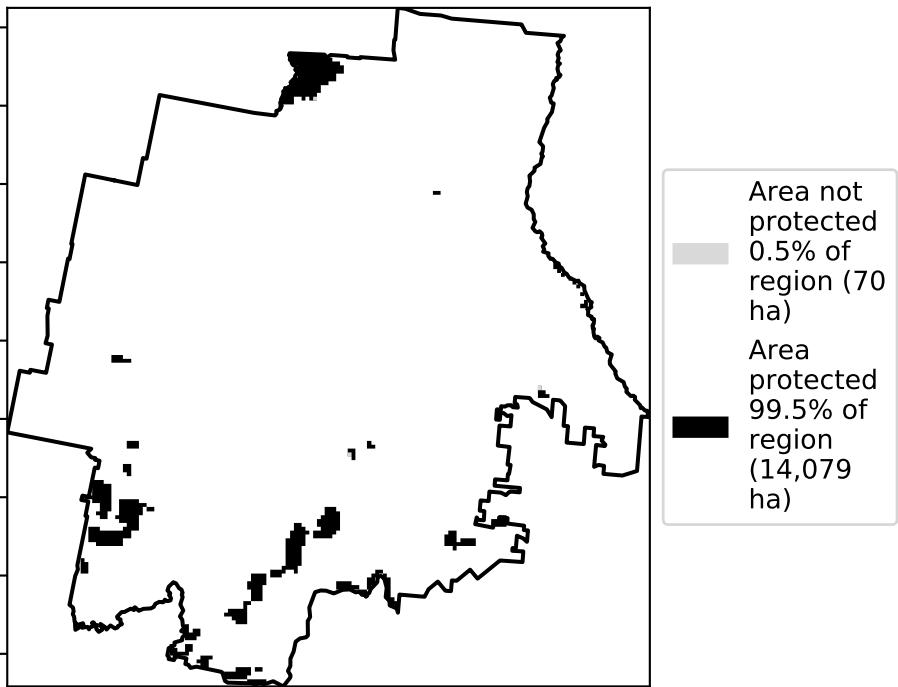 Area not
protected
0.5% of
region (70
ha)
Area
protected
99.5% of
region
(14,079
ha)